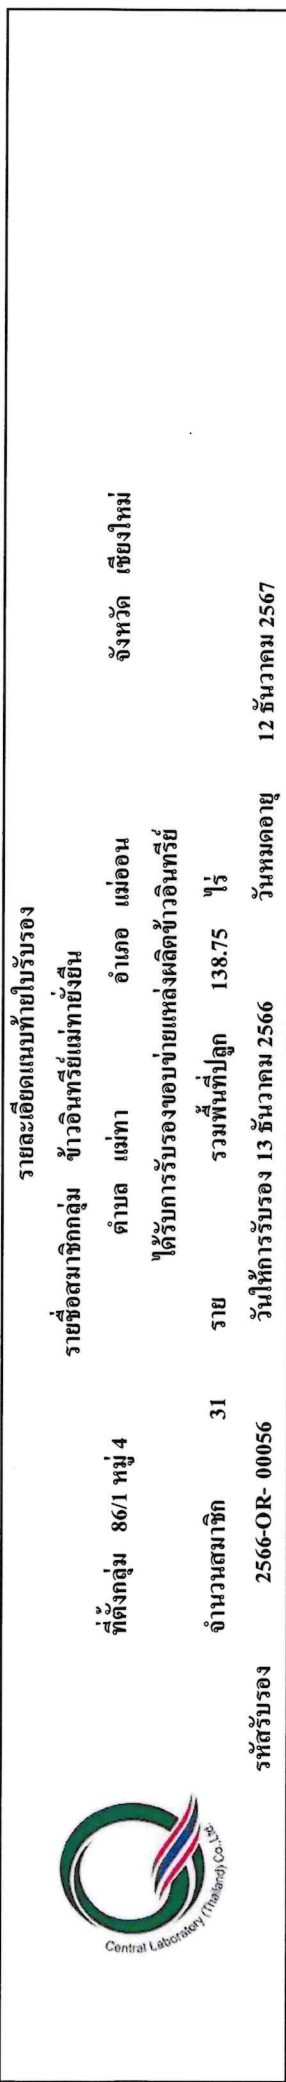 รายละเอียดแนบท้ายใบรับรอง
รายชื่อสมาชิกกลุ่ม ข้าวอินทรีย์แม่ทายั่งยืน
ที่ตั้งกลุ่ม 86/1 หมู่ 4 ตำบล แม่ทา อำเภอ แม่ออน จังหวัด เชียงใหม่
ได้รับการรับรองขอบข่ายแหล่งผลิตข้าวอินทรีย์
จำนวนสมาชิก 31 ราย รวมพื้นที่ปลูก 138.75 ไร่
รหัสรับรอง 2566-OR- 00056 วันให้การรับรอง 13 ธันวาคม 2566 วันหมดอายุ 12 ธันวาคม 2567
Central Laboratory (Thailand) Co.,Ltd.